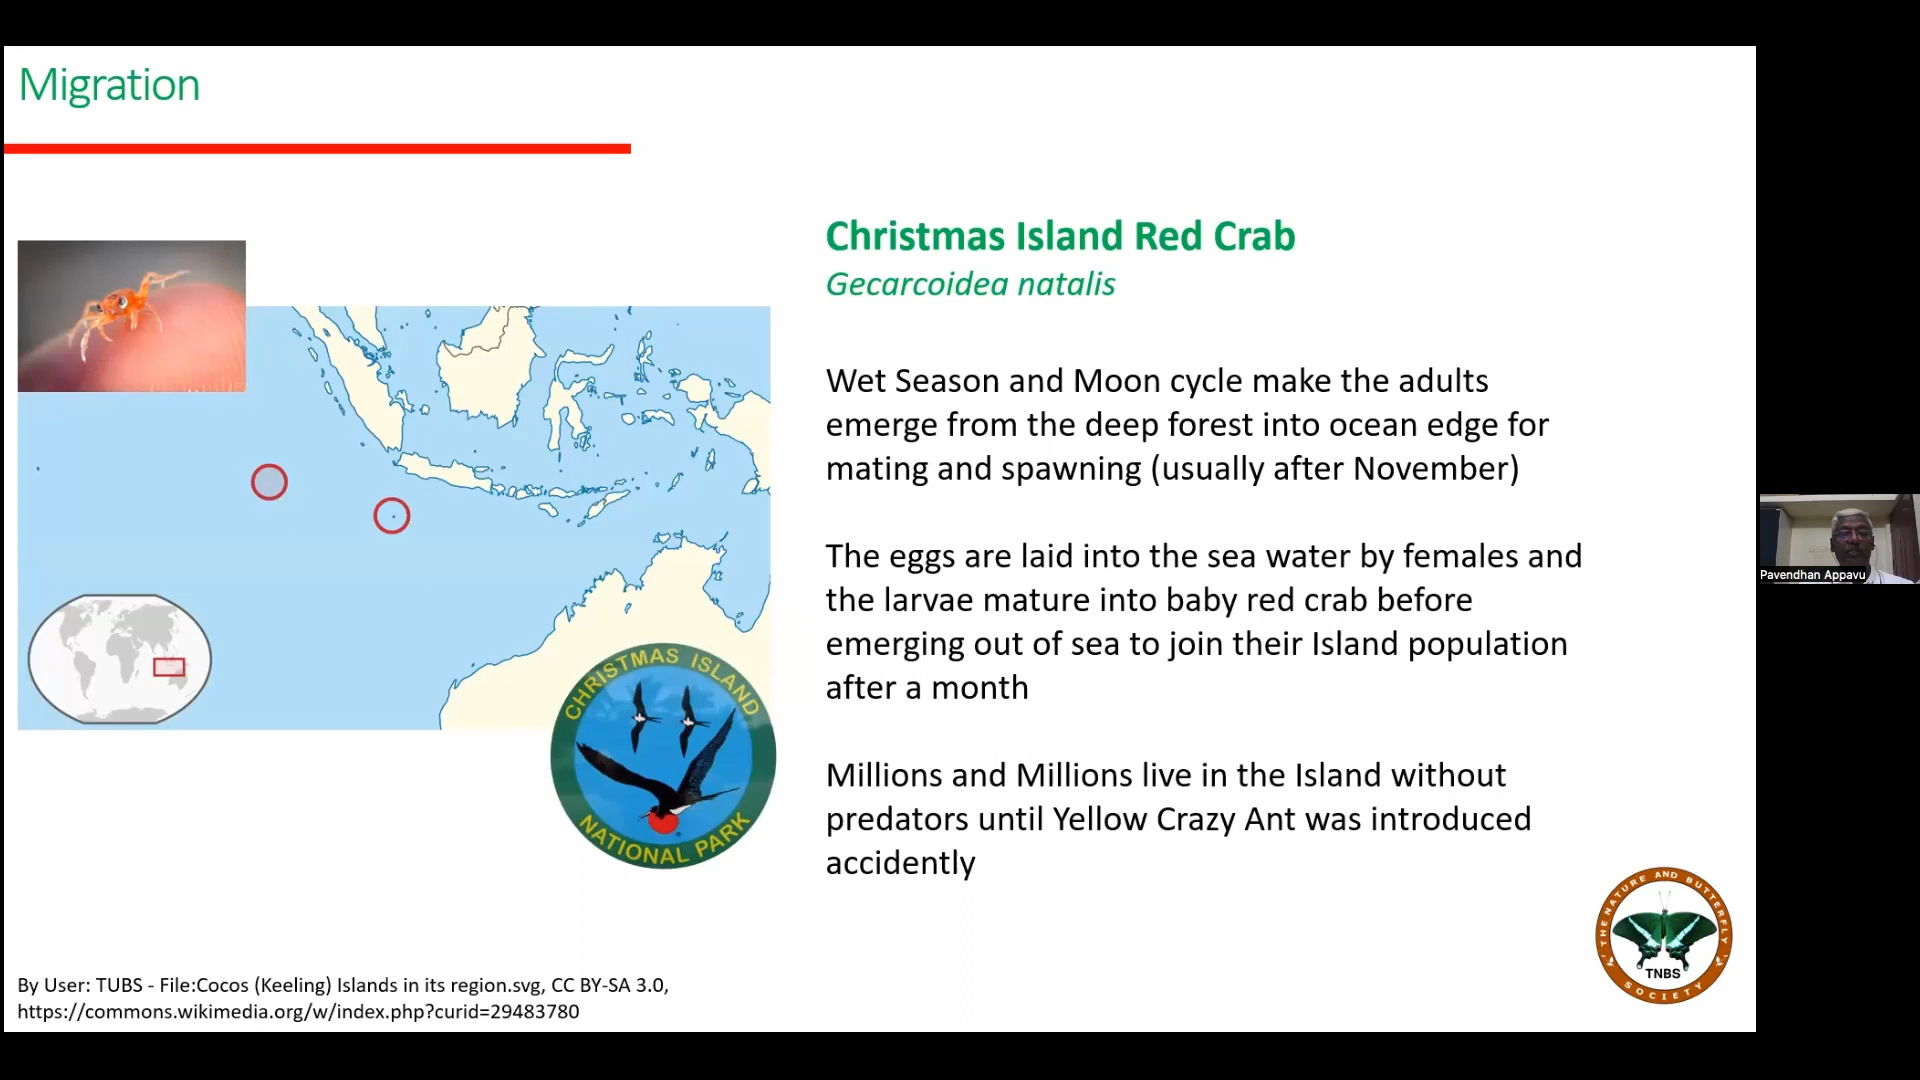 Migration
Christmas Island Red Crab
Gecarcoidea natalis
Wet Season and Moon cycle make the adults
emerge from the deep forest into ocean edge for
mating and spawning (usually after November)
The eggs are laid into the sea water by females and
the larvae mature into baby red crab before
emerging out of sea to join their Island population
after a month
Millions and Millions live in the Island without
predators until Yellow Crazy Ant was introduced
accidently
CHRISTMAS ISLAND
NATIONAL PARK
By User: TUBS - File:Cocos (Keeling) Islands in its region.svg, CC BY-SA 3.0,
https://commons.wikimedia.org/w/index.php?curid=29483780
THE NATURE AND BUTTERFLY
TNBS
SOCIETY
Pavendhan Appavu